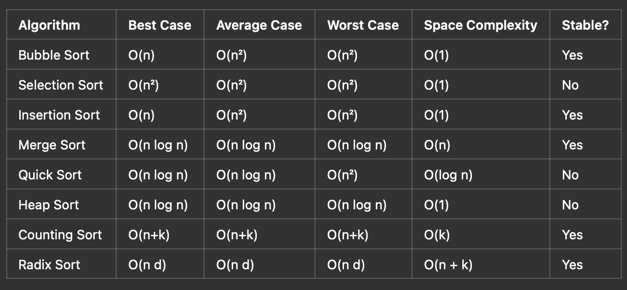 Algorithm Best Case Average Case Worst Case Space Complexity Stable?
Bubble Sort O(n) O(n²) O(n²) O(1) Yes
Selection Sort O(n²) O(n²) O(n²) O(1) No
Insertion Sort O(n) O(n²) O(n²) O(1) Yes
Merge Sort O(n log n) O(n log n) O(n log n) O(n) Yes
Quick Sort O(n log n) O(n log n) O(n²) O(log n) No
Heap Sort O(n log n) O(n log n) O(n log n) O(1) No
Counting Sort O(n+k) O(n+k) O(n+k) O(k) Yes
Radix Sort O(n d) O(n d) O(n d) O(n + k) Yes